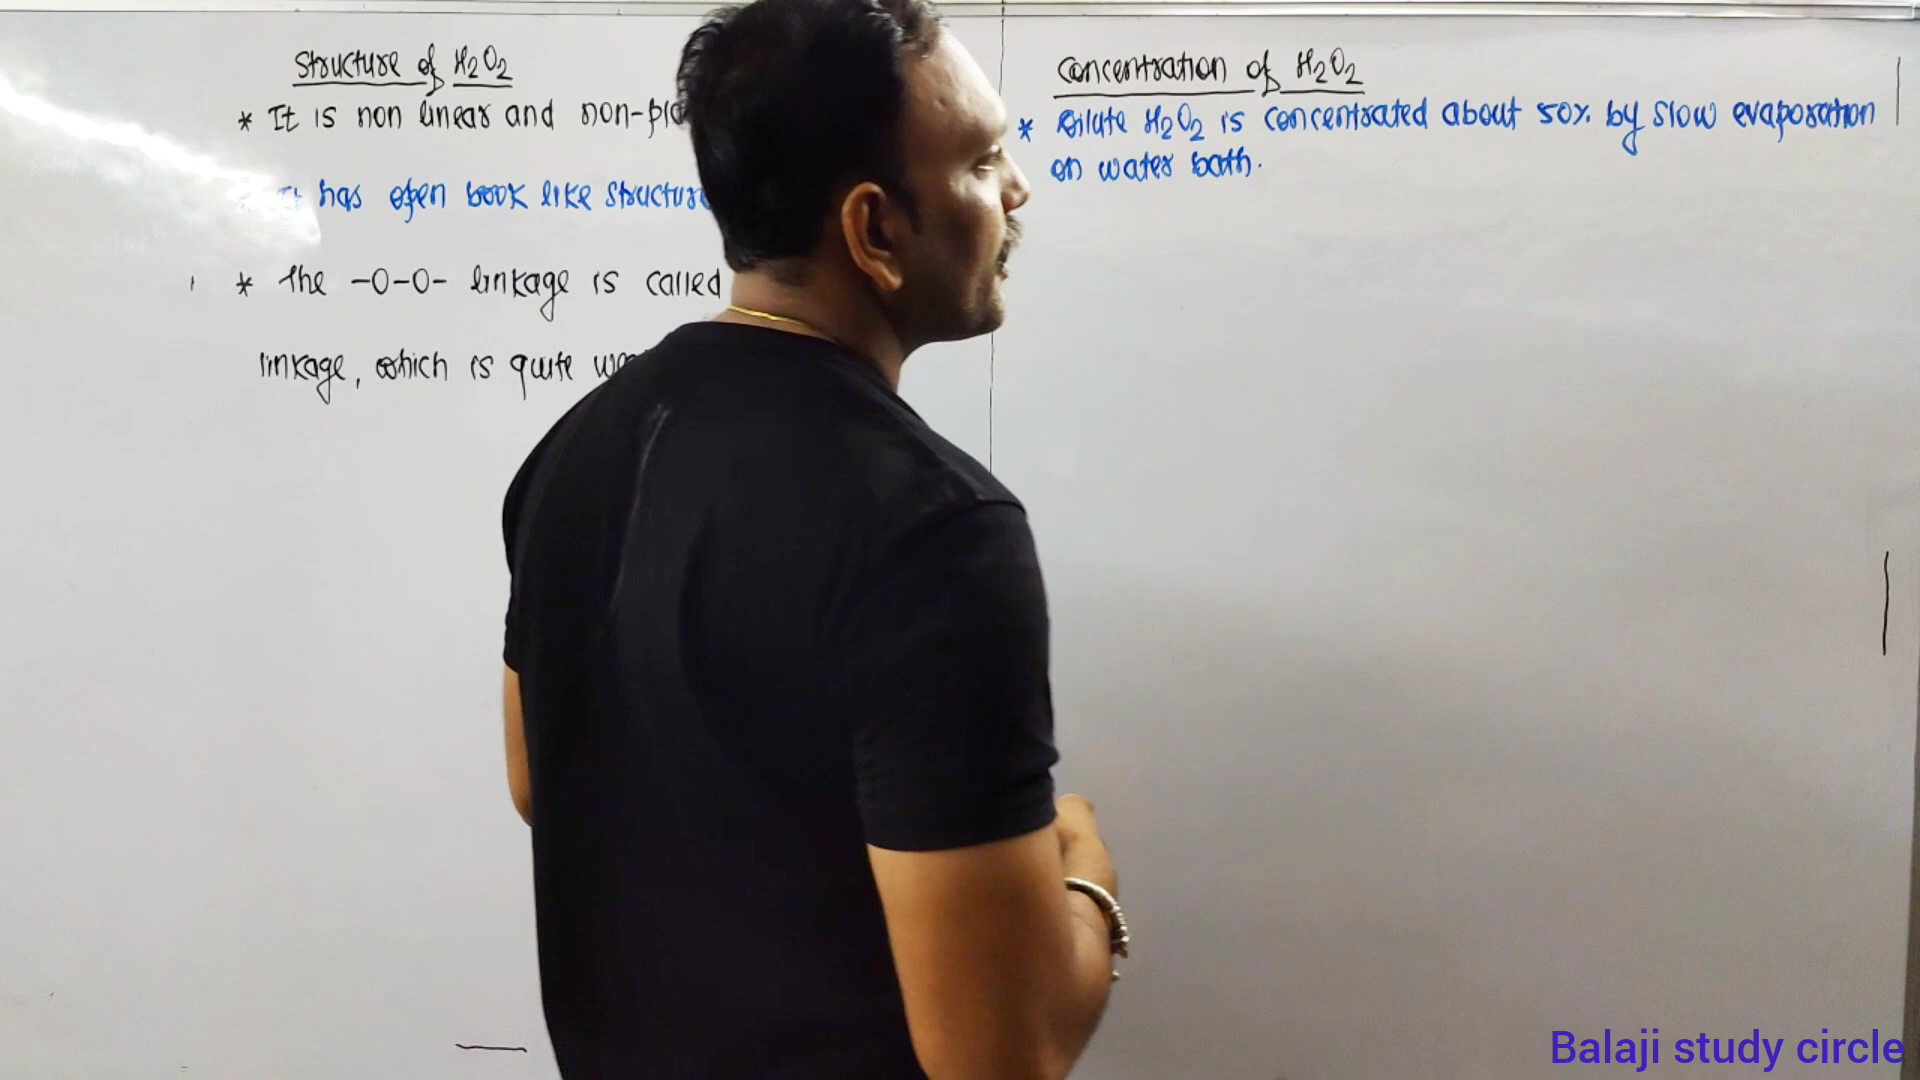 Structure of H2O2
* It is non linear and non-pla
It has open book like structure
* The -O-O- linkage is called
linkage, which is quite
Concentration of H2O2
* Dilute H2O2 is concentrated about 50% by slow evaporation
on water bath.
Balaji study circle